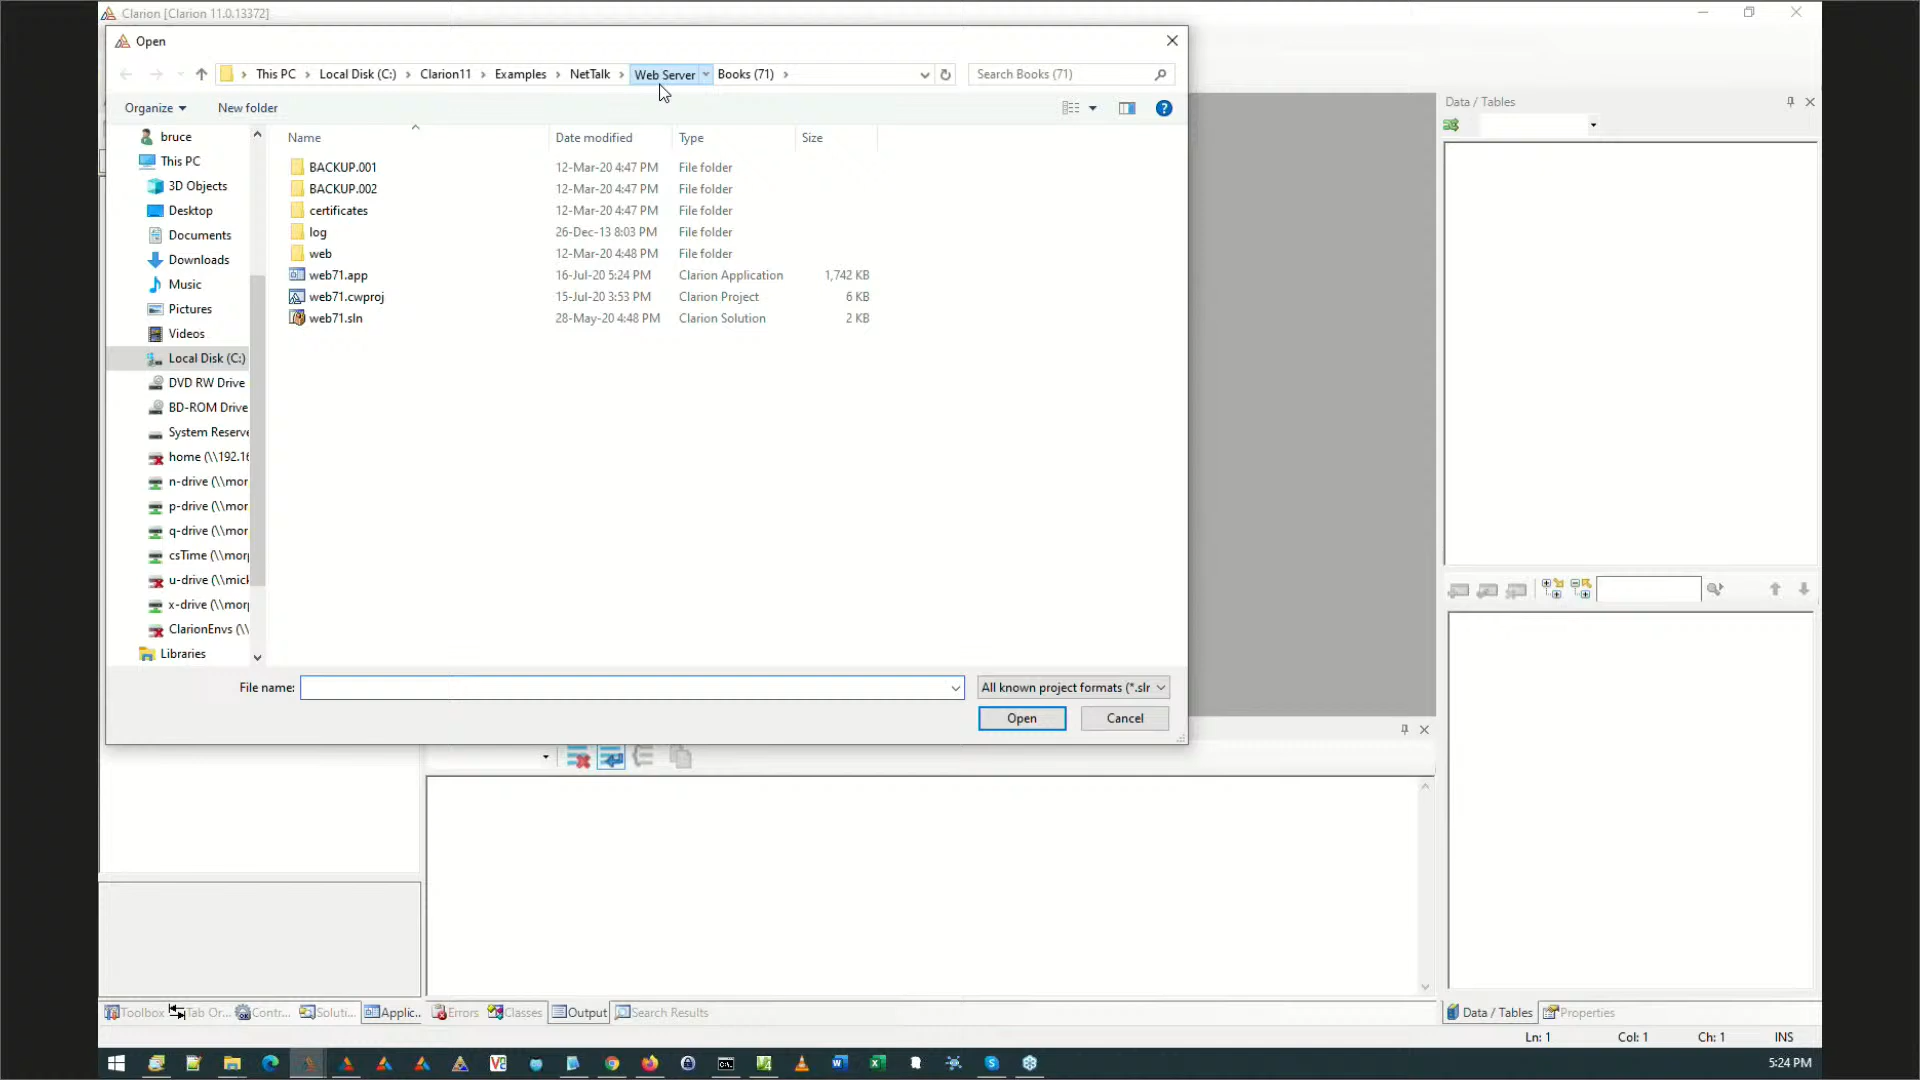 Clarion [Clarion 11.0.13372]
Open
This PC
Local Disk (C:)
Clarion11
Examples
NetTalk
Web Server
Books (71)
Search Books (71)
Organize
New folder
Name
Date modified
Type
Size
bruce
This PC
3D Objects
Desktop
Documents
Downloads
Music
Pictures
Videos
Local Disk (C:)
DVD RW Drive
BD-ROM Drive
System Reserve
home (\\192.16
n-drive (\\mor
p-drive (\\mor
q-drive (\\mor
csTime (\\mor
u-drive (\\mick
x-drive (\\mor
ClarionEnvs (\\
Libraries
BACKUP.001 12-Mar-20 4:47 PM File folder
BACKUP.002 12-Mar-20 4:47 PM File folder
certificates 12-Mar-20 4:47 PM File folder
log 26-Dec-13 8:03 PM File folder
web 12-Mar-20 4:48 PM File folder
web71.app 16-Jul-20 5:24 PM Clarion Application 1,742 KB
web71.cwproj 15-Jul-20 3:53 PM Clarion Project 6 KB
web71.sln 28-May-20 4:48 PM Clarion Solution 2 KB
File name:
All known project formats (*.slr
Open
Cancel
Data / Tables
Toolbox
Tab Or...
Contr...
Soluti...
Applic...
Errors
Classes
Output
Search Results
Data / Tables
Properties
Ln: 1
Col: 1
Ch: 1
INS
5:24 PM